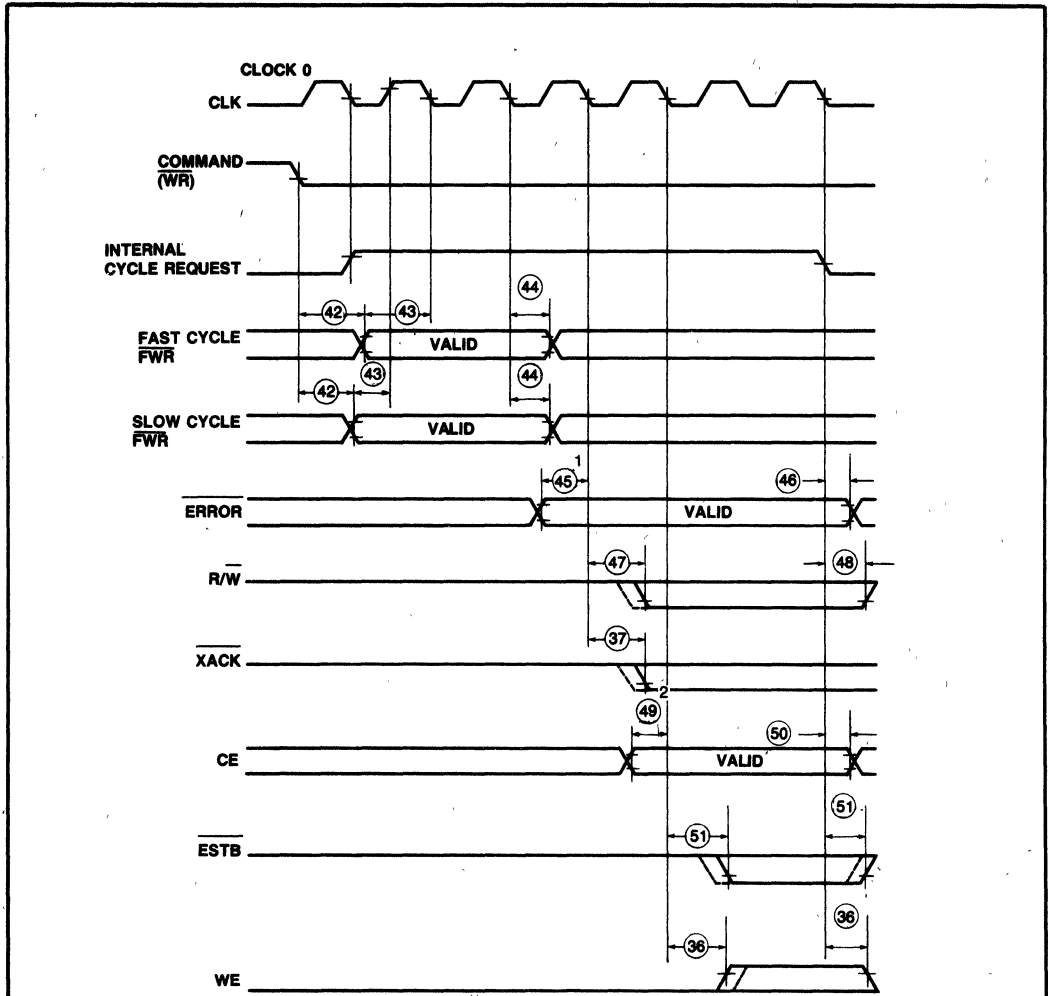 CLOCK 0
CLK
COMMAND
(WR)
INTERNAL
CYCLE REQUEST
44
42 43
FAST CYCLE
FWR
VALID
43 44
42
SLOW CYCLE
FWR
VALID
1
45 46
ERROR
VALID
47 48
R/W
37
XACK
2
49
50
CE
VALID
51
51
ESTB
36
36
WE